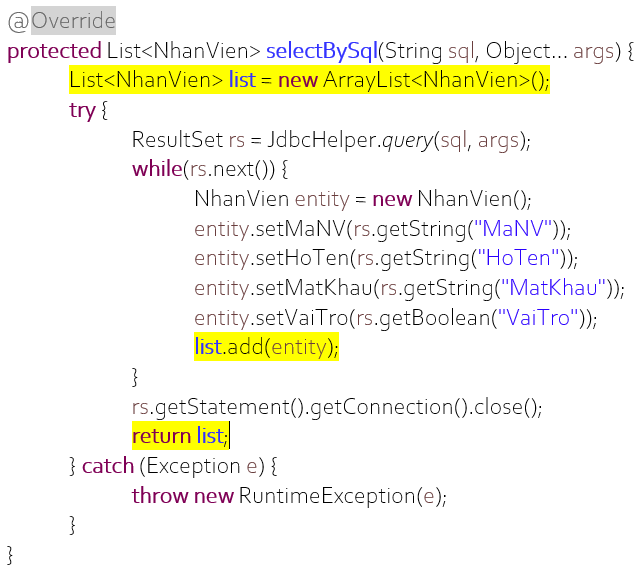 @Override
protected List<NhanVien> selectBySql(String sql, Object... args) {
List<NhanVien> list = new ArrayList<NhanVien>();
try {
ResultSet rs = JdbcHelper.query(sql, args);
while(rs.next()) {
NhanVien entity = new NhanVien();
entity.setMaNV(rs.getString("MaNV"));
entity.setHoTen(rs.getString("HoTen"));
entity.setMatKhau(rs.getString("MatKhau"));
entity.setVaiTro(rs.getBoolean("VaiTro"));
list.add(entity);
}
rs.getStatement().getConnection().close();
return list;
} catch (Exception e) {
throw new RuntimeException(e);
}
}